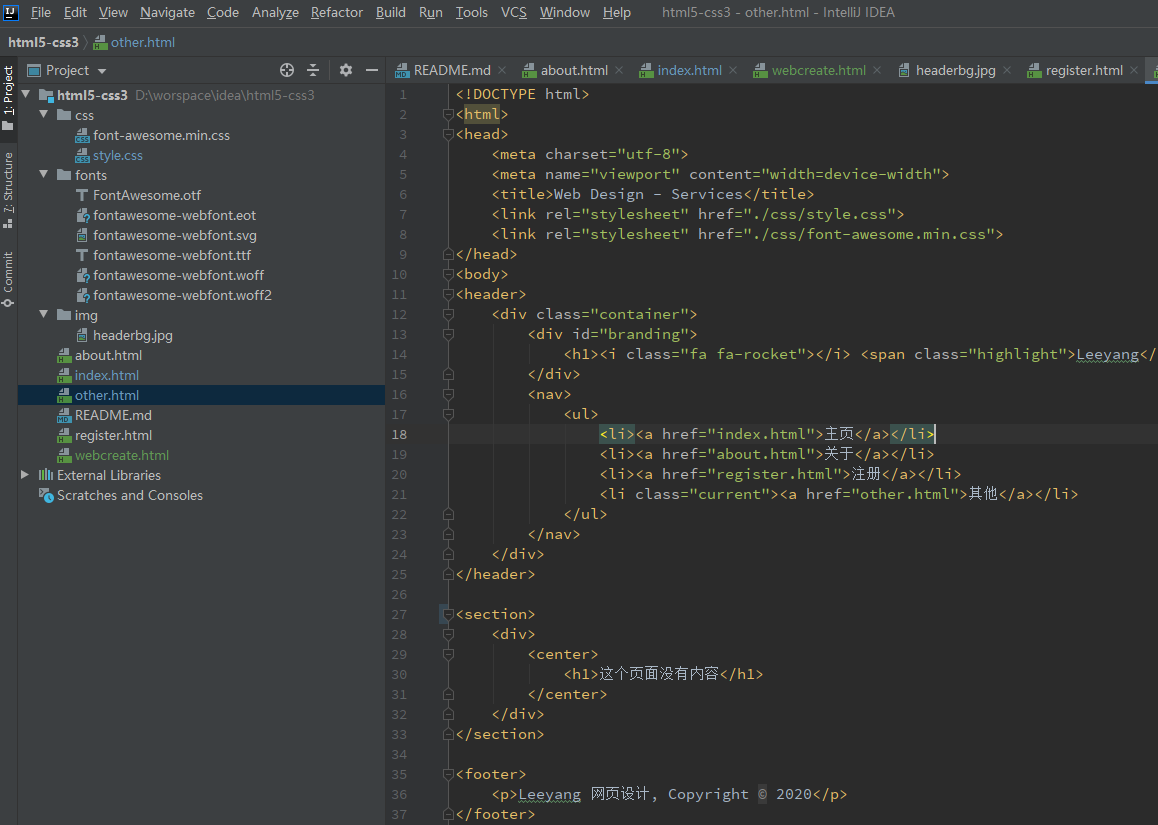 File Edit View Navigate Code Analyze Refactor Build Run Tools VCS Window Help html5-css3 - other.html - IntelliJ IDEA
html5-css3 other.html
Project
README.md about.html index.html webcreate.html headerbg.jpg register.html
1: Project
7: Structure
Commit
html5-css3 D:\worspace\idea\html5-css3
css
font-awesome.min.css
style.css
fonts
FontAwesome.otf
fontawesome-webfont.eot
fontawesome-webfont.svg
fontawesome-webfont.ttf
fontawesome-webfont.woff
fontawesome-webfont.woff2
img
headerbg.jpg
about.html
index.html
other.html
README.md
register.html
webcreate.html
External Libraries
Scratches and Consoles
1 <!DOCTYPE html>
2 <html>
3 <head>
4 <meta charset="utf-8">
5 <meta name="viewport" content="width=device-width">
6 <title>Web Design - Services</title>
7 <link rel="stylesheet" href="./css/style.css">
8 <link rel="stylesheet" href="./css/font-awesome.min.css">
9 </head>
10 <body>
11 <header>
12 <div class="container">
13 <div id="branding">
14 <h1><i class="fa fa-rocket"></i> <span class="highlight">Leeyang</
15 </div>
16 <nav>
17 <ul>
18 <li><a href="index.html">主页</a></li>
19 <li><a href="about.html">关于</a></li>
20 <li><a href="register.html">注册</a></li>
21 <li class="current"><a href="other.html">其他</a></li>
22 </ul>
23 </nav>
24 </div>
25 </header>
26
27 <section>
28 <div>
29 <center>
30 <h1>这个页面没有内容</h1>
31 </center>
32 </div>
33 </section>
34
35 <footer>
36 <p>Leeyang 网页设计, Copyright © 2020</p>
37 </footer>